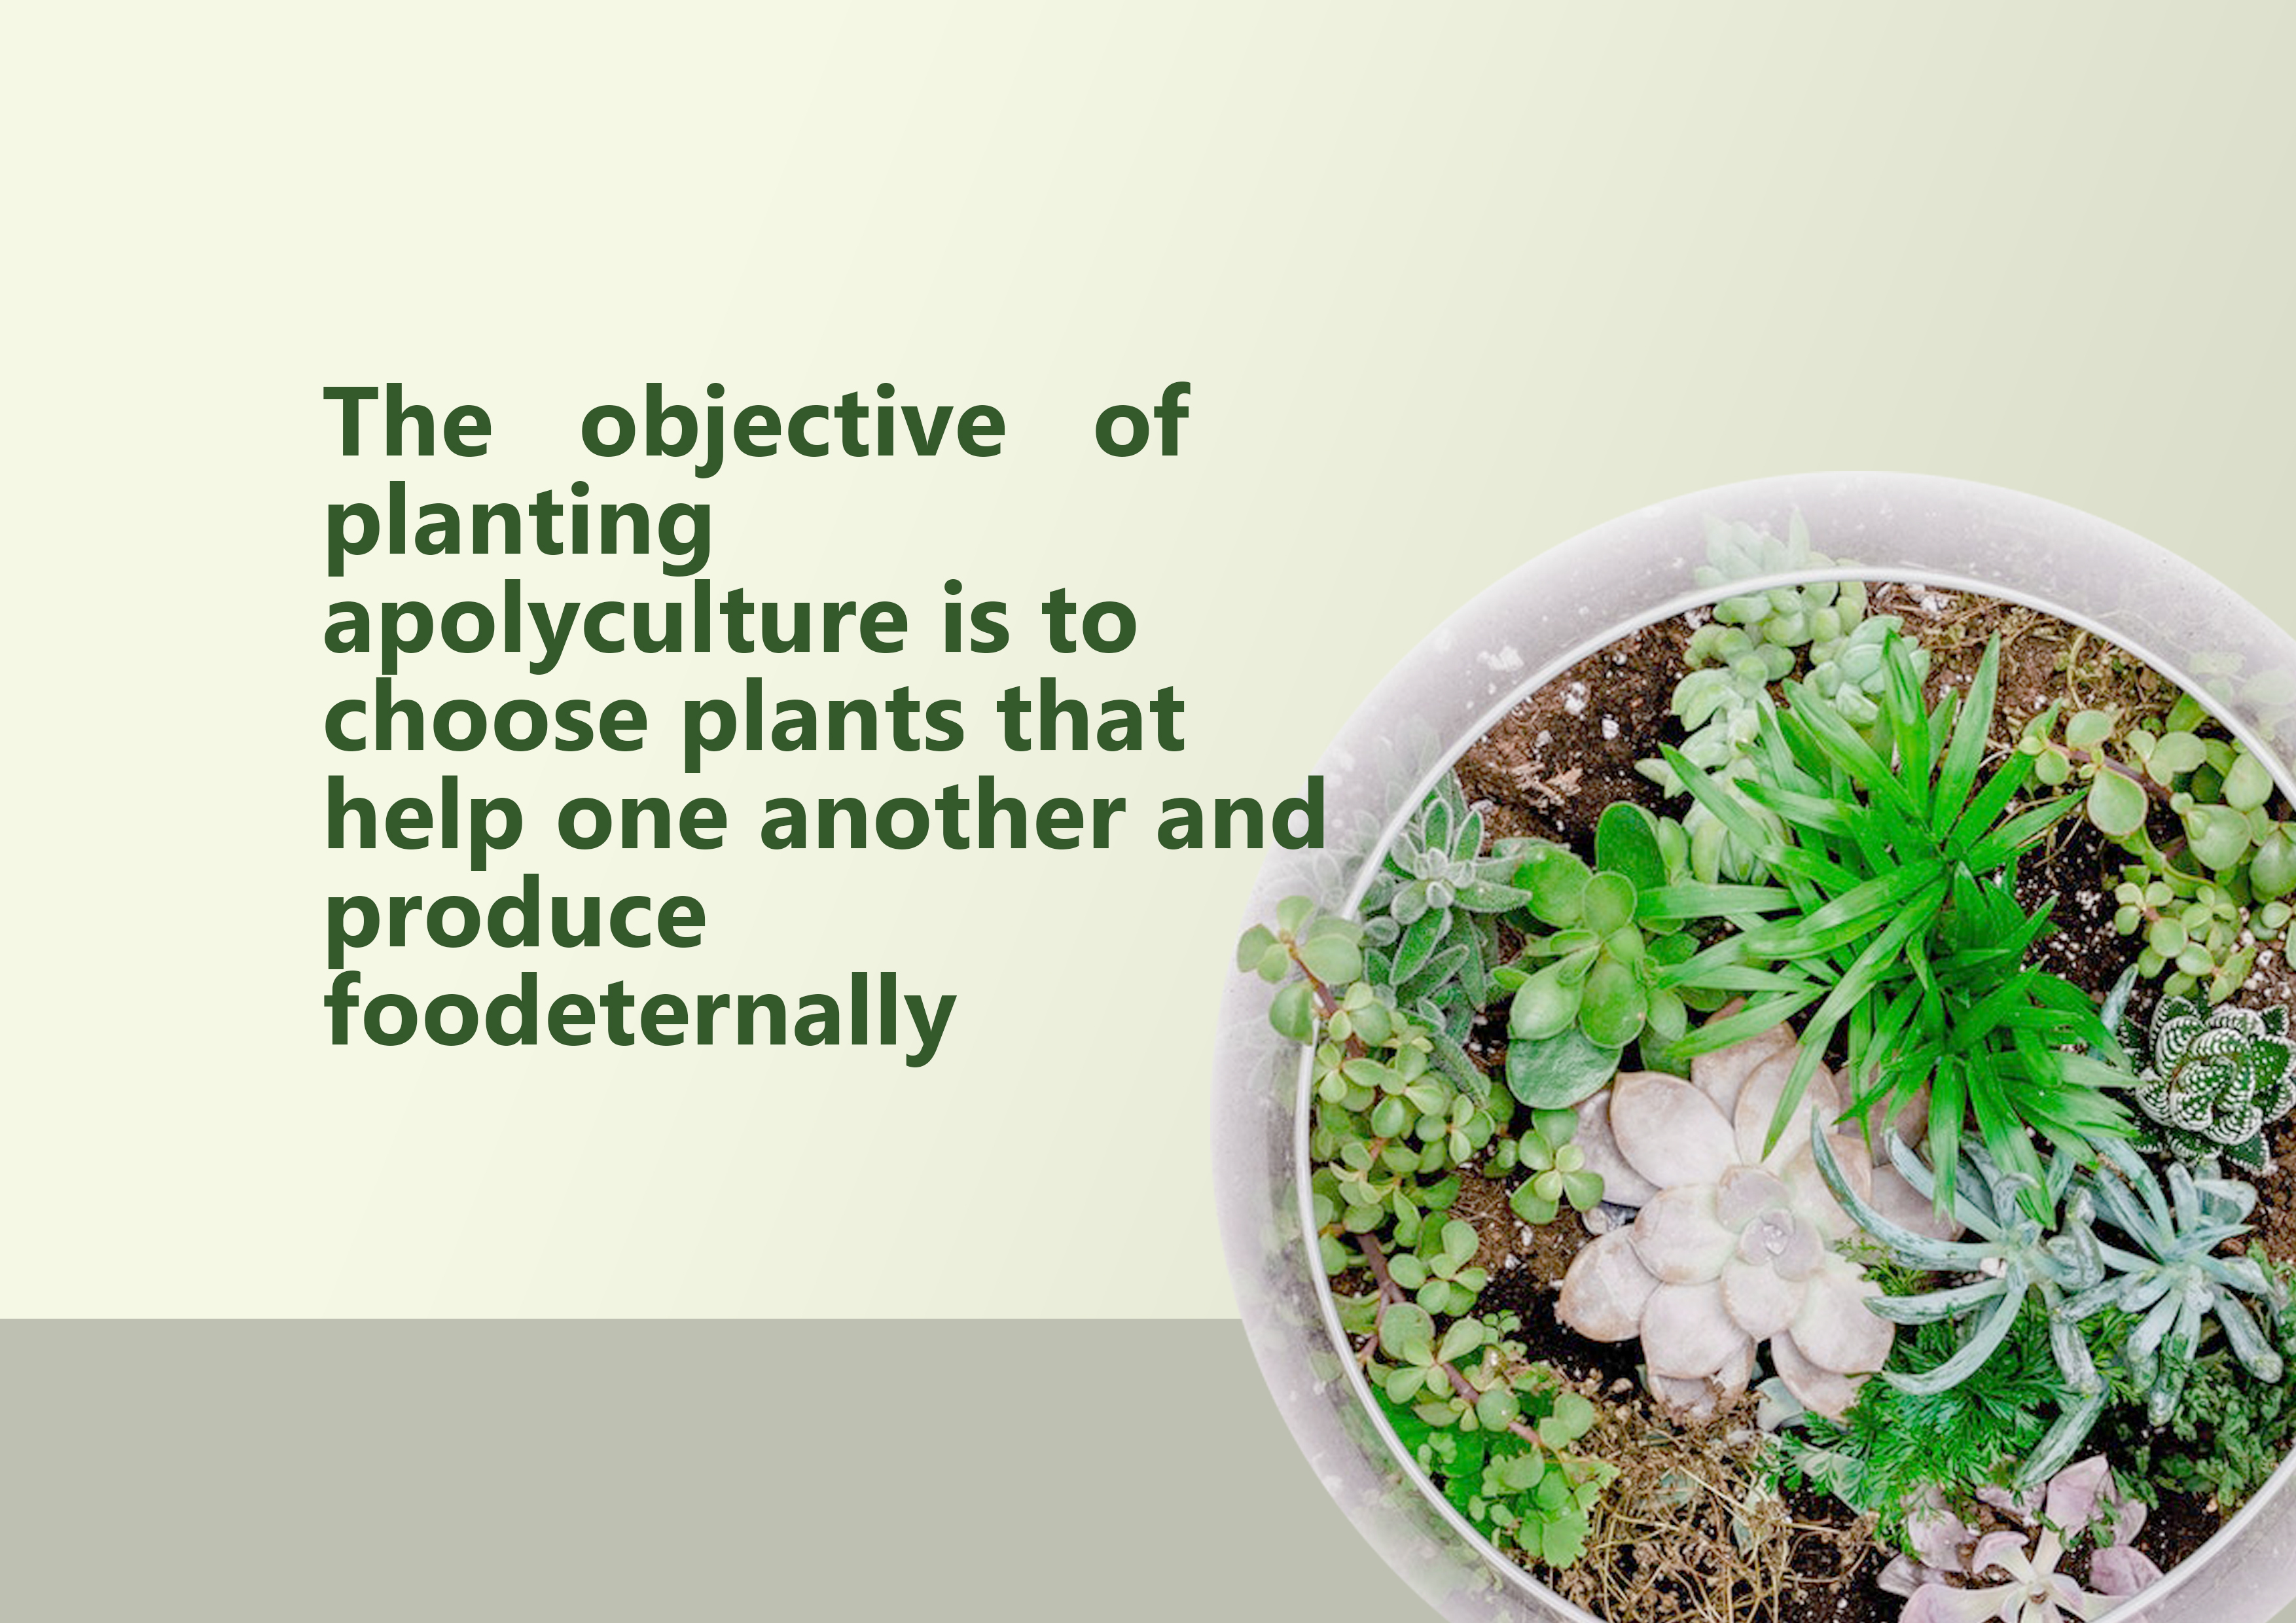 The objective of
planting
apolyculture is to
choose plants that
help one another and
produce
foodeternally